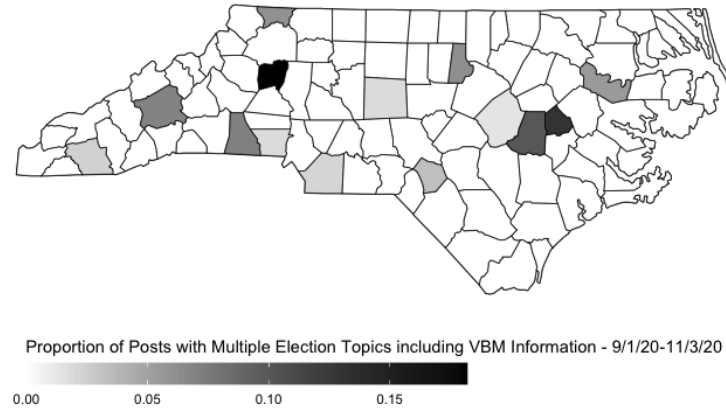 Proportion of Posts with Multiple Election Topics including VBM Information - 9/1/20-11/3/20
0.00 0.05 0.10 0.15